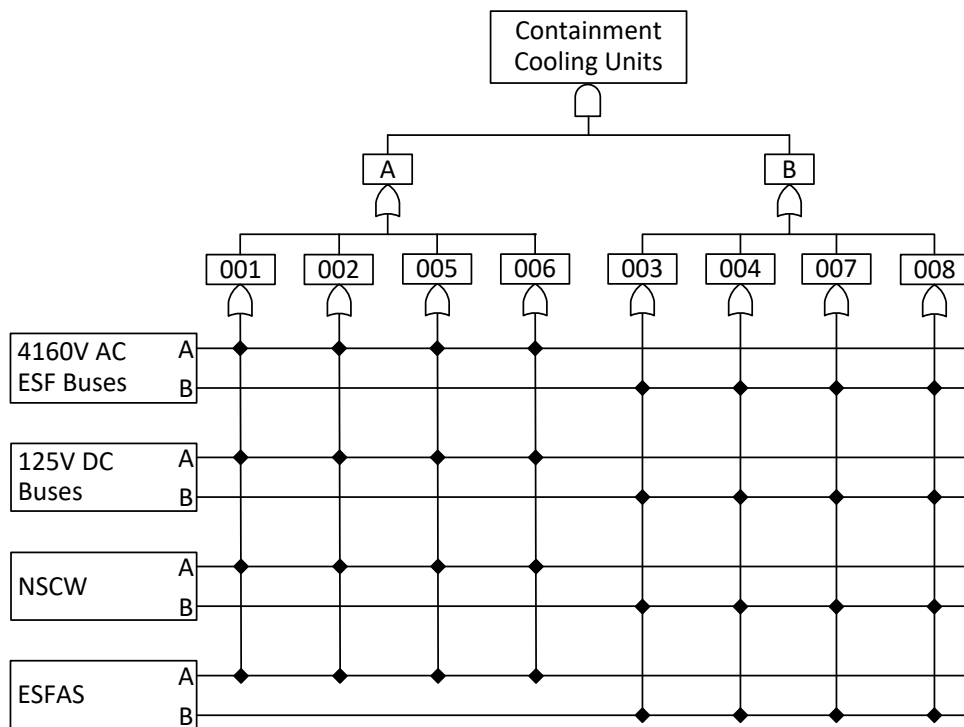 Containment
Cooling Units
A
B
001
002
005
006
003
004
007
008
4160V AC
ESF Buses
A
B
125V DC
Buses
A
B
NSCW
A
B
ESFAS
A
B